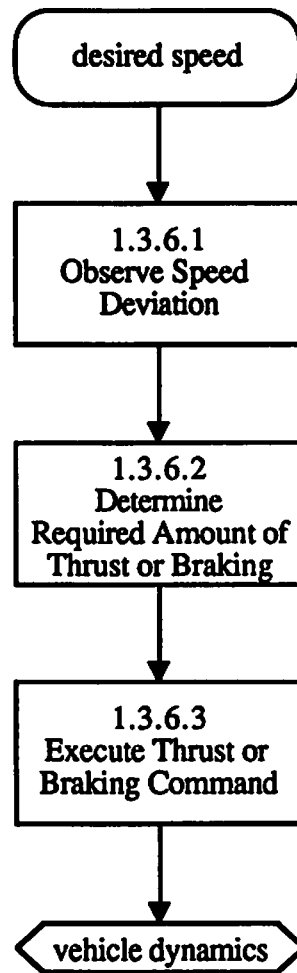 desired speed
1.3.6.1
Observe Speed
Deviation
1.3.6.2
Determine
Required Amount of
Thrust or Braking
1.3.6.3
Execute Thrust or
Braking Command
vehicle dynamics